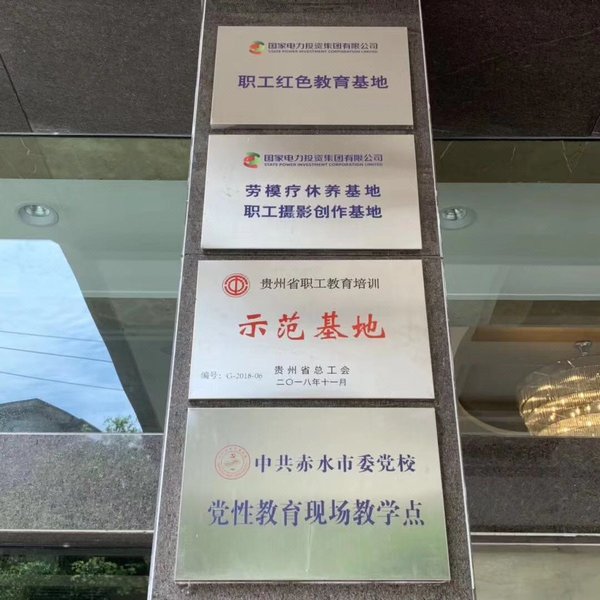 国家电力投资集团有限公司
STATE POWER INVESTMENT CORPORATION LIMITED
职工红色教育基地
国家电力投资集团有限公司
STATE POWER INVESTMENT CORPORATION LIMITED
劳模疗休养基地
职工摄影创作基地
贵州省职工教育培训
示范基地
编号：G-2018-06
贵州省总工会
二〇一八年十一月
中共赤水市委党校
党性教育现场教学点